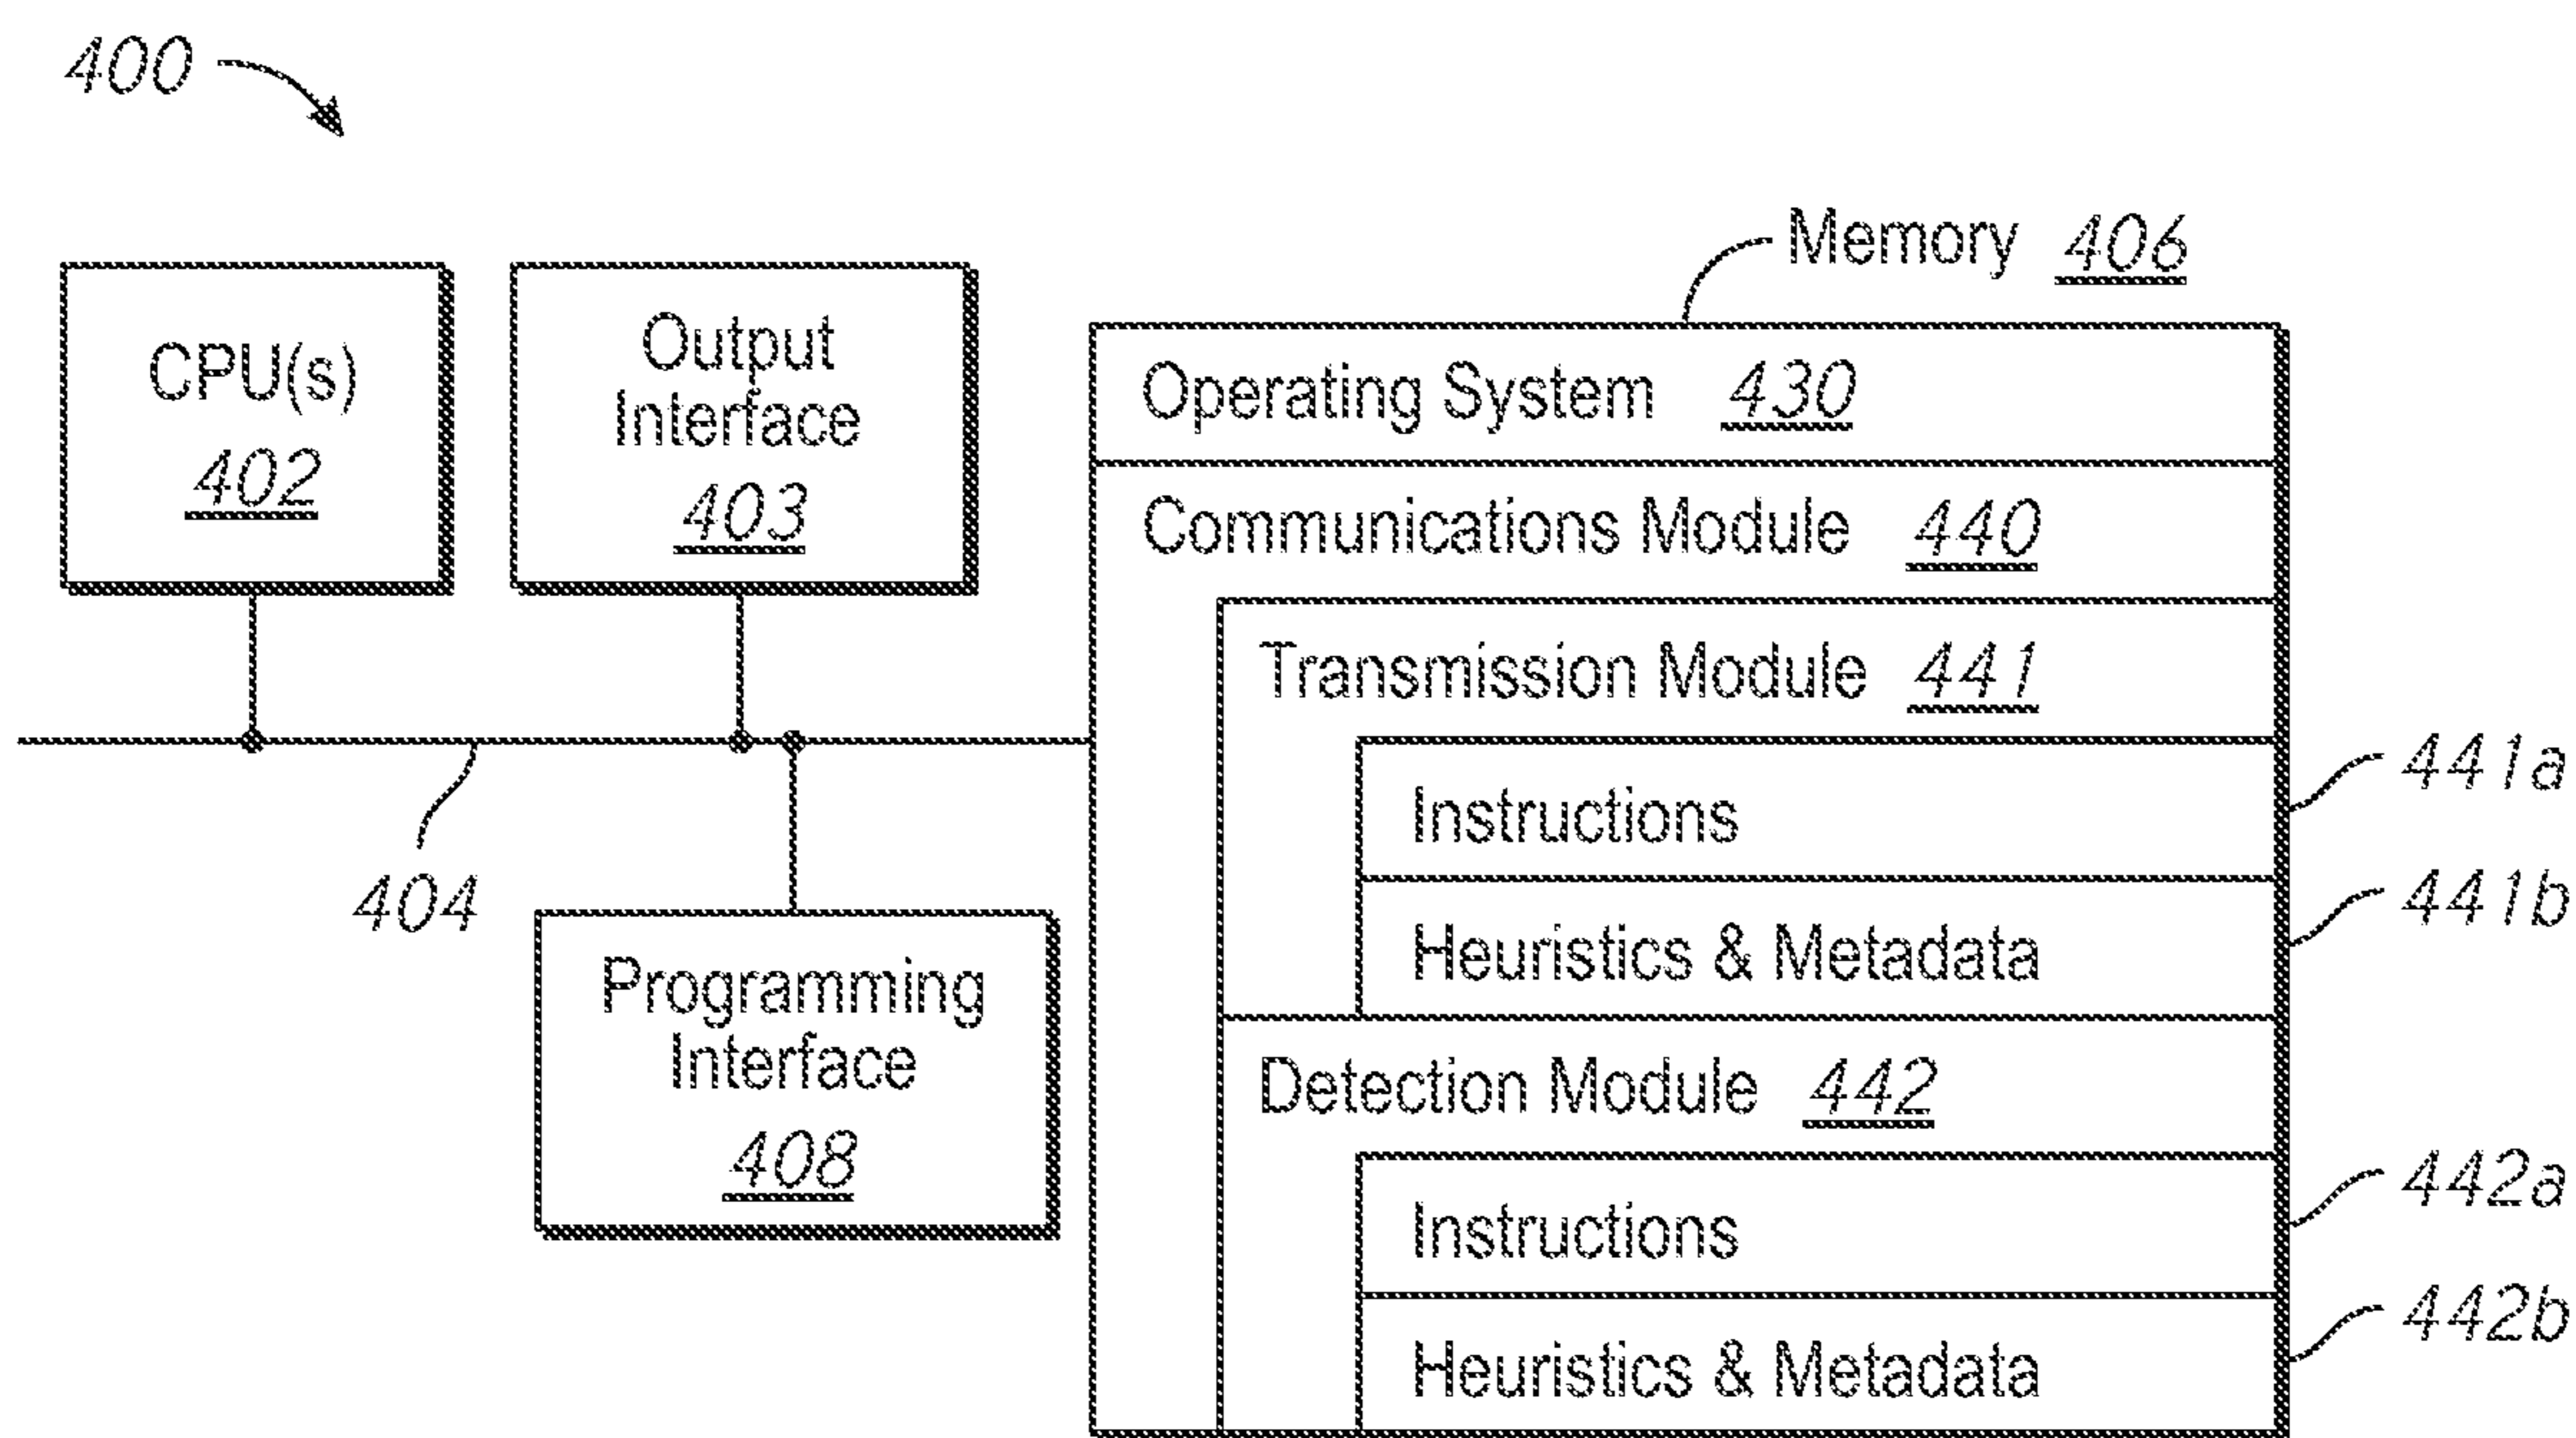 400
Memory 406
CPU(s)
402
Output
Interface
403
Operating System 430
Communications Module 440
Transmission Module 441
Instructions
441a
Heuristics & Metadata
441b
404
Programming
Interface
408
Detection Module 442
Instructions
442a
Heuristics & Metadata
442b